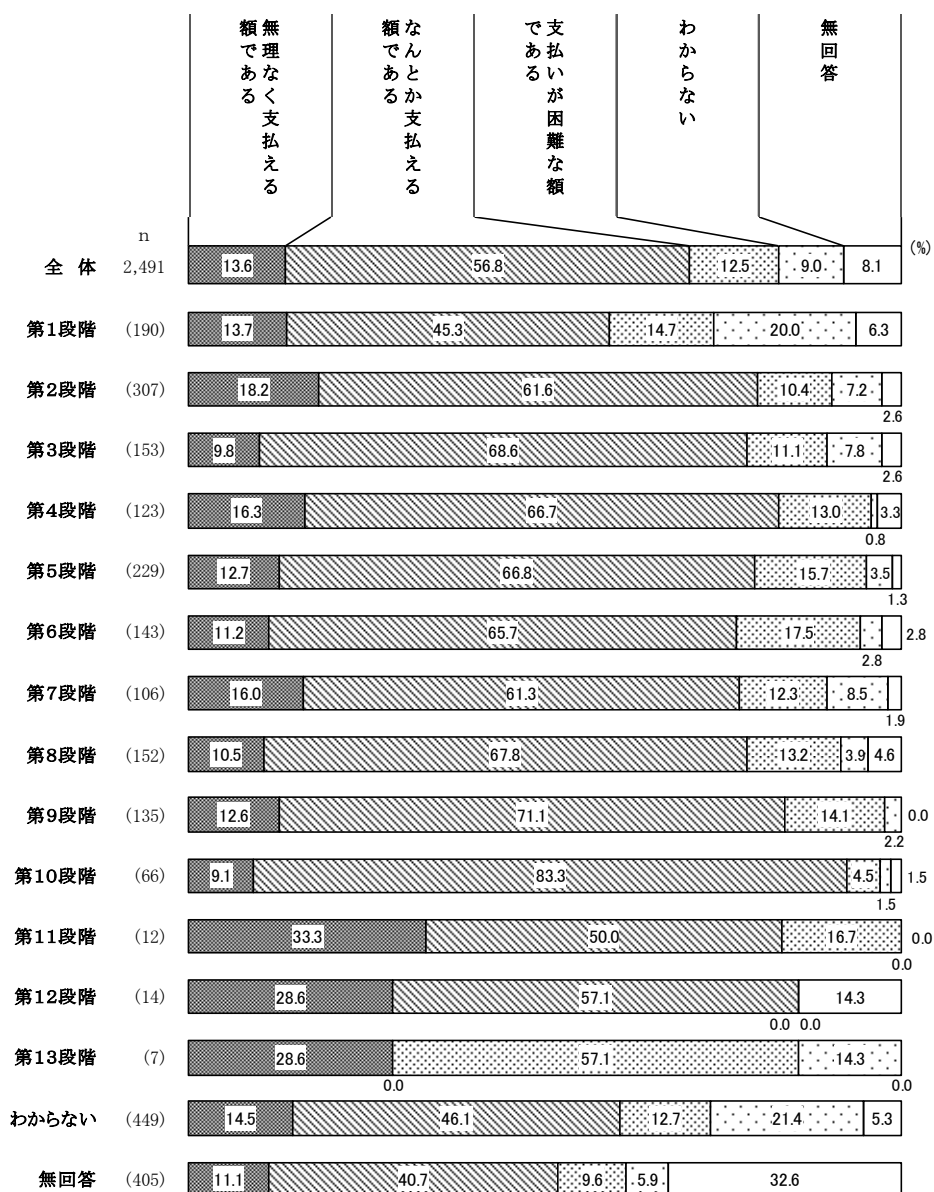 無理なく支払える
額である
なんとか支払える
額である
支払いが困難な額
である
わからない
無回答
n
(%)
全 体 2,491 13.6 56.8 12.5 9.0 8.1
第1段階 (190) 13.7 45.3 14.7 20.0 6.3
第2段階 (307) 18.2 61.6 10.4 7.2
2.6
第3段階 (153) 9.8 68.6 11.1 7.8
2.6
第4段階 (123) 16.3 66.7 13.0 3.3
0.8
第5段階 (229) 12.7 66.8 15.7 3.5
1.3
第6段階 (143) 11.2 65.7 17.5 2.8
2.8
第7段階 (106) 16.0 61.3 12.3 8.5
1.9
第8段階 (152) 10.5 67.8 13.2 3.9 4.6
第9段階 (135) 12.6 71.1 14.1 0.0
2.2
第10段階 (66) 9.1 83.3 4.5 1.5
1.5
第11段階 (12) 33.3 50.0 16.7 0.0
0.0
第12段階 (14) 28.6 57.1 14.3
0.0 0.0
第13段階 (7) 28.6 57.1 14.3
0.0 0.0
わからない (449) 14.5 46.1 12.7 21.4 5.3
無回答 (405) 11.1 40.7 9.6 5.9 32.6